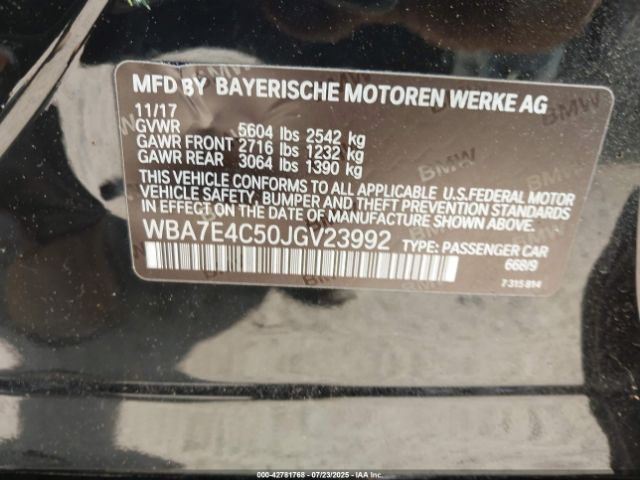 MFD BY BAYERISCHE MOTOREN WERKE AG
11/17
GVWR 5604 lbs 2542 kg
GAWR FRONT 2716 lbs 1232 kg
GAWR REAR 3064 lbs 1390 kg
THIS VEHICLE CONFORMS TO ALL APPLICABLE U.S.FEDERAL MOTOR
VEHICLE SAFETY, BUMPER AND THEFT PREVENTION STANDARDS
IN EFFECT ON THE DATE OF MANUFACTURE SHOWN ABOVE.
WBA7E4C50JGV23992 TYPE: PASSENGER CAR
668/9
7 315 814
000-42781768 | 07/23/2025 | IAAI.com